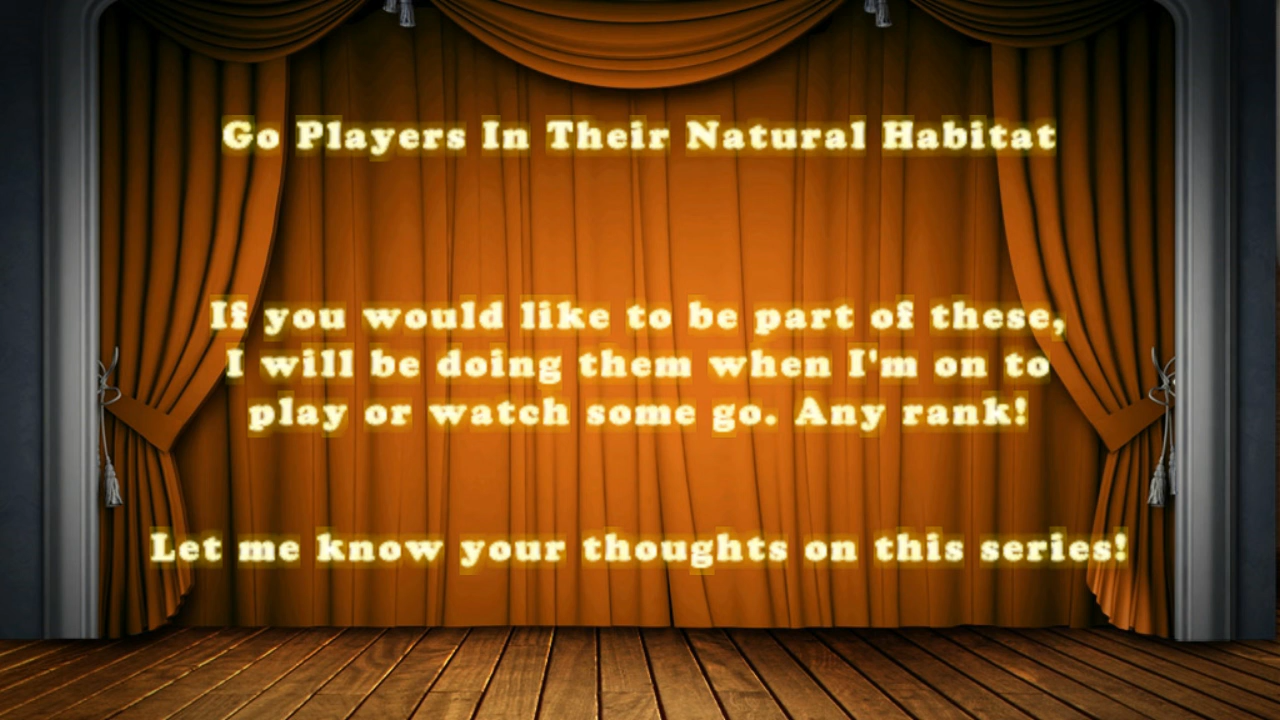 Go Players In Their Natural Habitat
If you would like to be part of these,
I will be doing them when I'm on to
play or watch some go. Any rank!
Let me know your thoughts on this series!